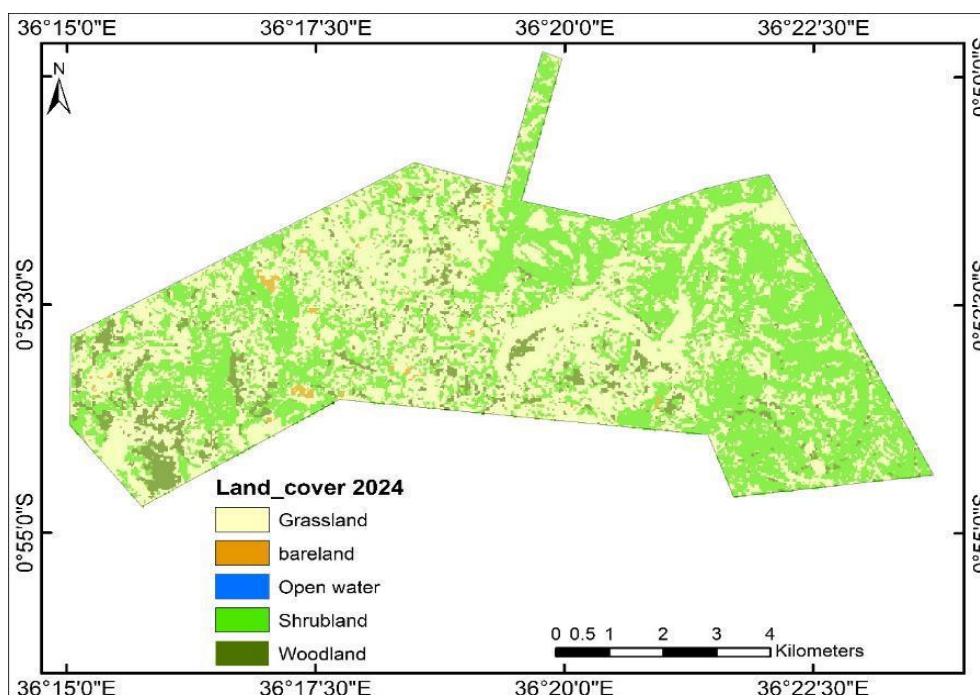 36°15'0"E 36°17'30"E 36°20'0"E 36°22'30"E
N
0°50'0"S
0°52'30"S
0°52'30"S
0°55'0"S
0°55'0"S
Land_cover 2024
Grassland
bareland
Open water
Shrubland
Woodland
0 0.5 1 2 3 4
Kilometers
36°15'0"E 36°17'30"E 36°20'0"E 36°22'30"E